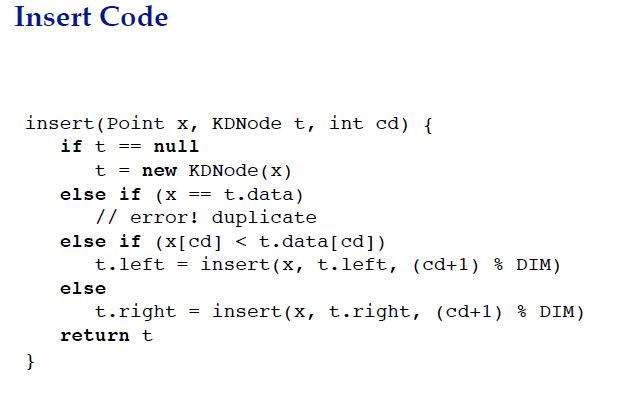 Insert Code
insert(Point x, KDNode t, int cd) {
if t == null
t = new KDNode(x)
else if (x == t.data)
// error! duplicate
else if (x[cd] < t.data[cd])
t.left = insert(x, t.left, (cd+1) % DIM)
else
t.right = insert(x, t.right, (cd+1) % DIM)
return t
}